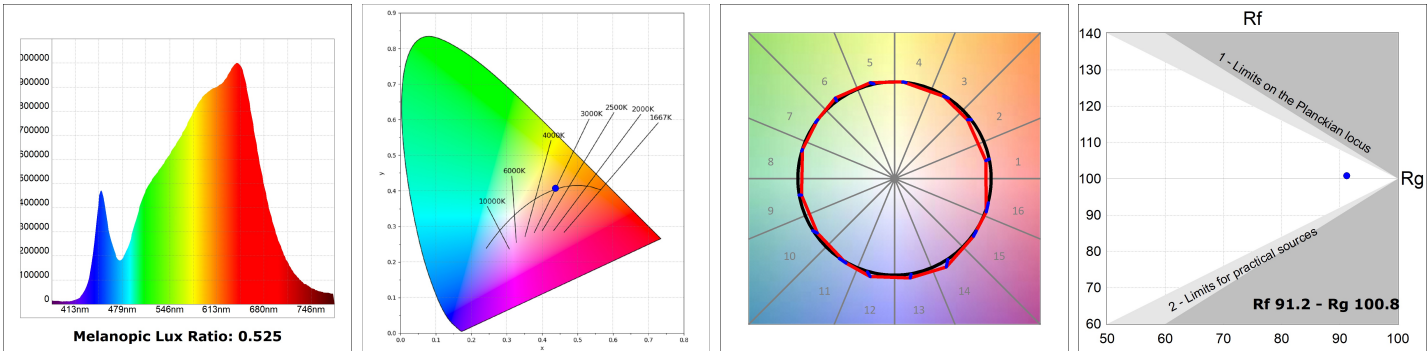 000000
900000
800000
700000
600000
500000
400000
300000
200000
100000
0
413nm 479nm 546nm 613nm 680nm 746nm
Melanopic Lux Ratio: 0.525
0.9
0.8
0.7
0.6
0.5
0.4
0.3
0.2
0.1
0.0
y
0.0 0.1 0.2 0.3 0.4 0.5 0.6 0.7 0.8
x
1667K
2000K
2500K
3000K
4000K
6000K
10000K
5 4
6 3
7 2
8 1
9 16
10 15
11 14
12 13
Rf
140
130
120
110
100
90
80
70
60
Rg
1 - Limits on the Planckian locus
2 - Limits for practical sources
Rf 91.2 - Rg 100.8
50 60 70 80 90 100